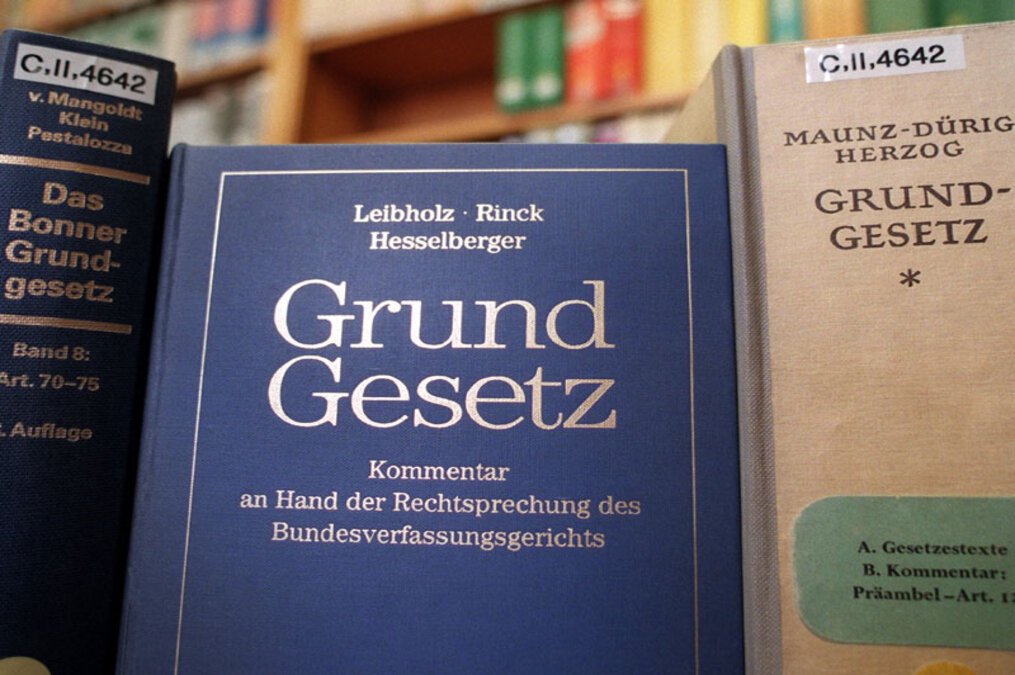 C,II,4642
v. Mangoldt
Klein
Pestalozza
Das
Bonner
Grund-
gesetz
Band 8:
Art. 70–75
Auflage
Leibholz · Rinck
Hesselberger
Grund
Gesetz
Kommentar
an Hand der Rechtsprechung des
Bundesverfassungsgerichts
C,II,4642
MAUNZ-DÜRIG
HERZOG
GRUND-
GESETZ
*
A. Gesetzestexte
B. Kommentar:
Präambel–Art.